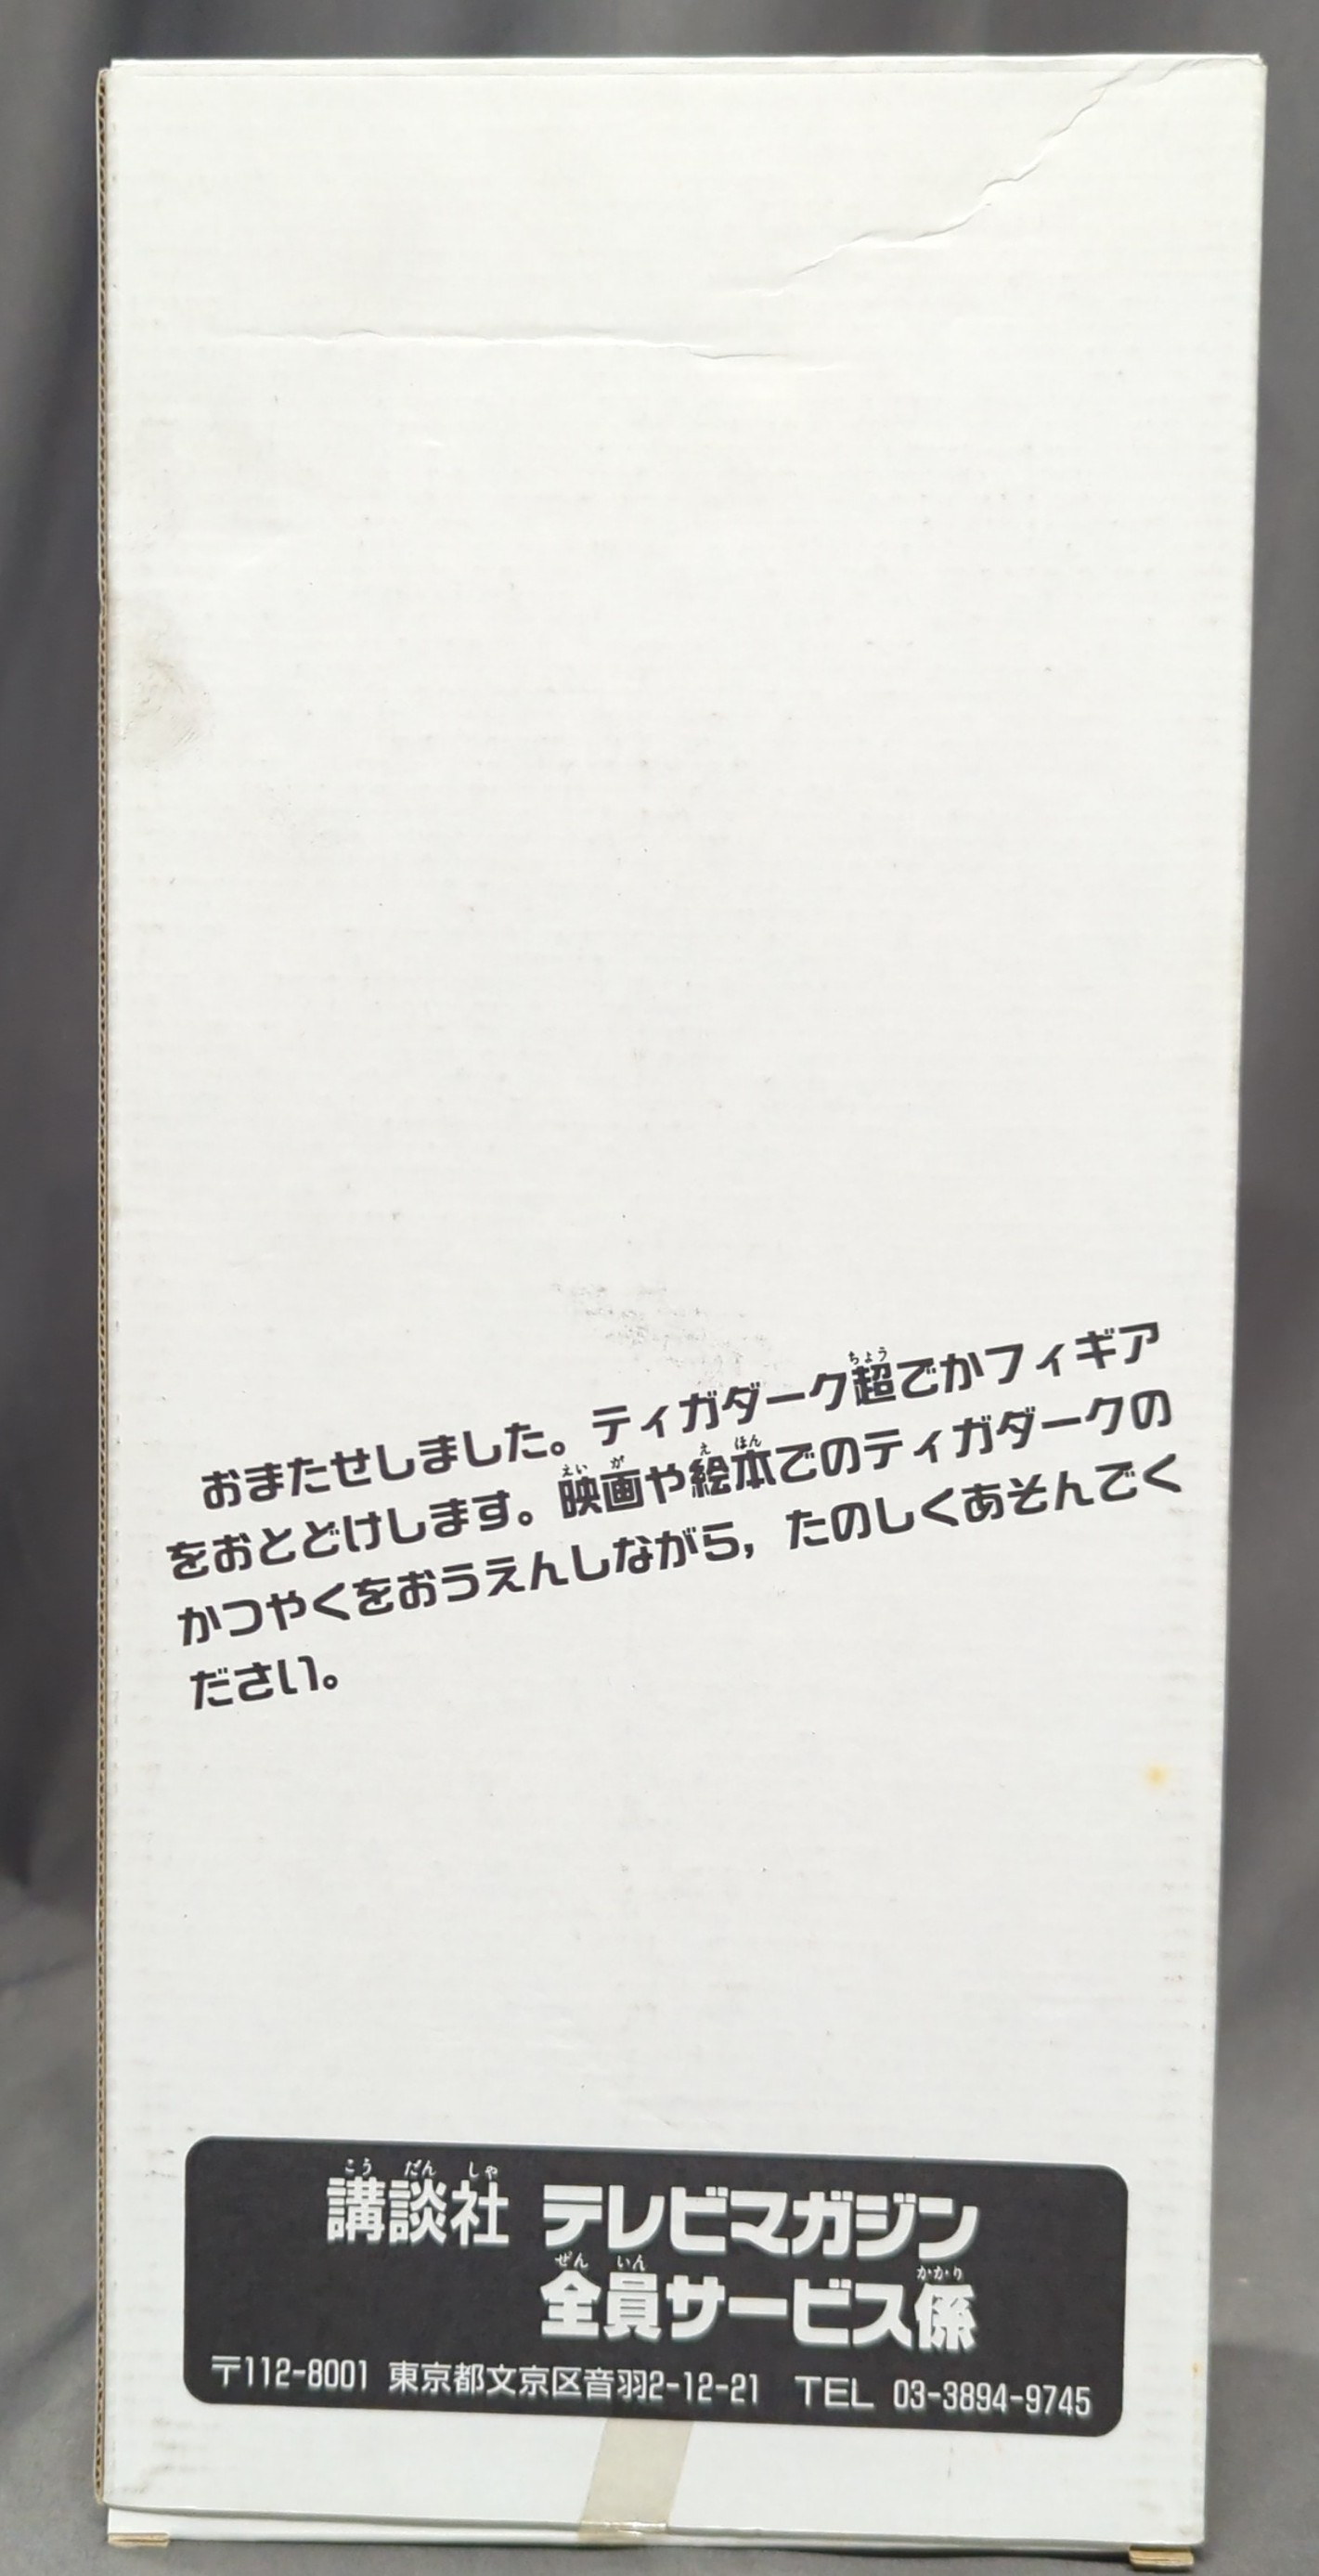 おまたせしました。ティガダーク超でかフィギア
をおとどけします。映画や絵本でのティガダークの
かつやくをおうえんしながら，たのしくあそんでく
ださい。
講談社 テレビマガジン
全員サービス係
〒112-8001 東京都文京区音羽2-12-21 TEL 03-3894-9745